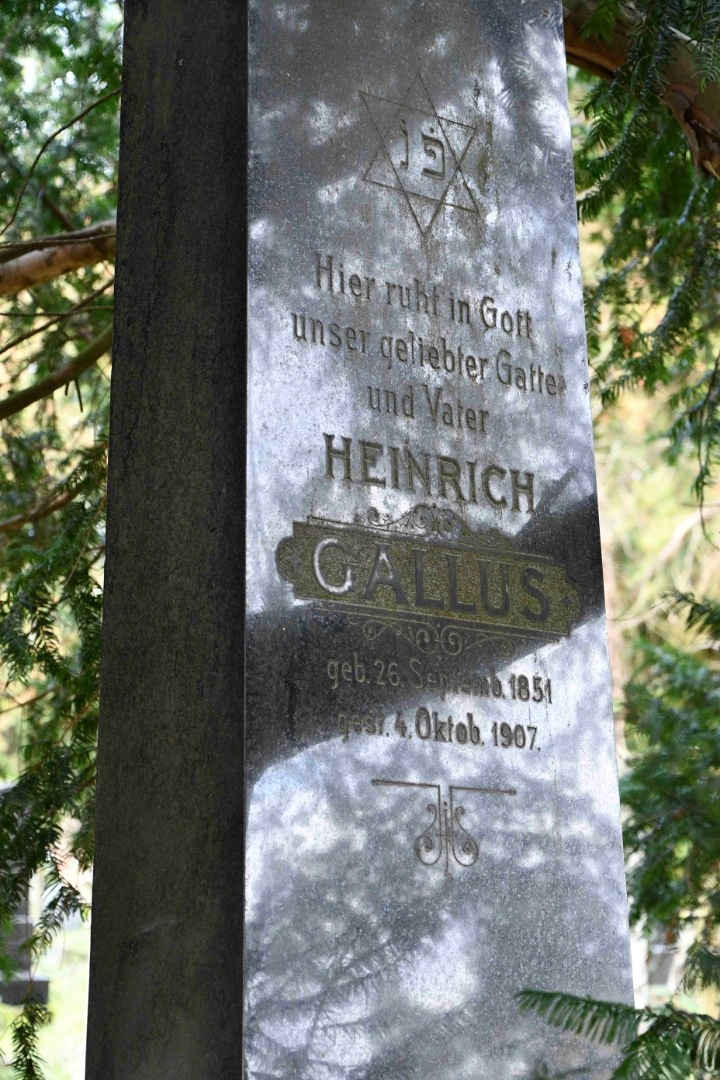 פ״נ
Hier ruht in Gott
unser geliebter Gatte
und Vater
HEINRICH
GALLUS
geb. 26. Septemb. 1851
gest. 4. Oktob. 1907.